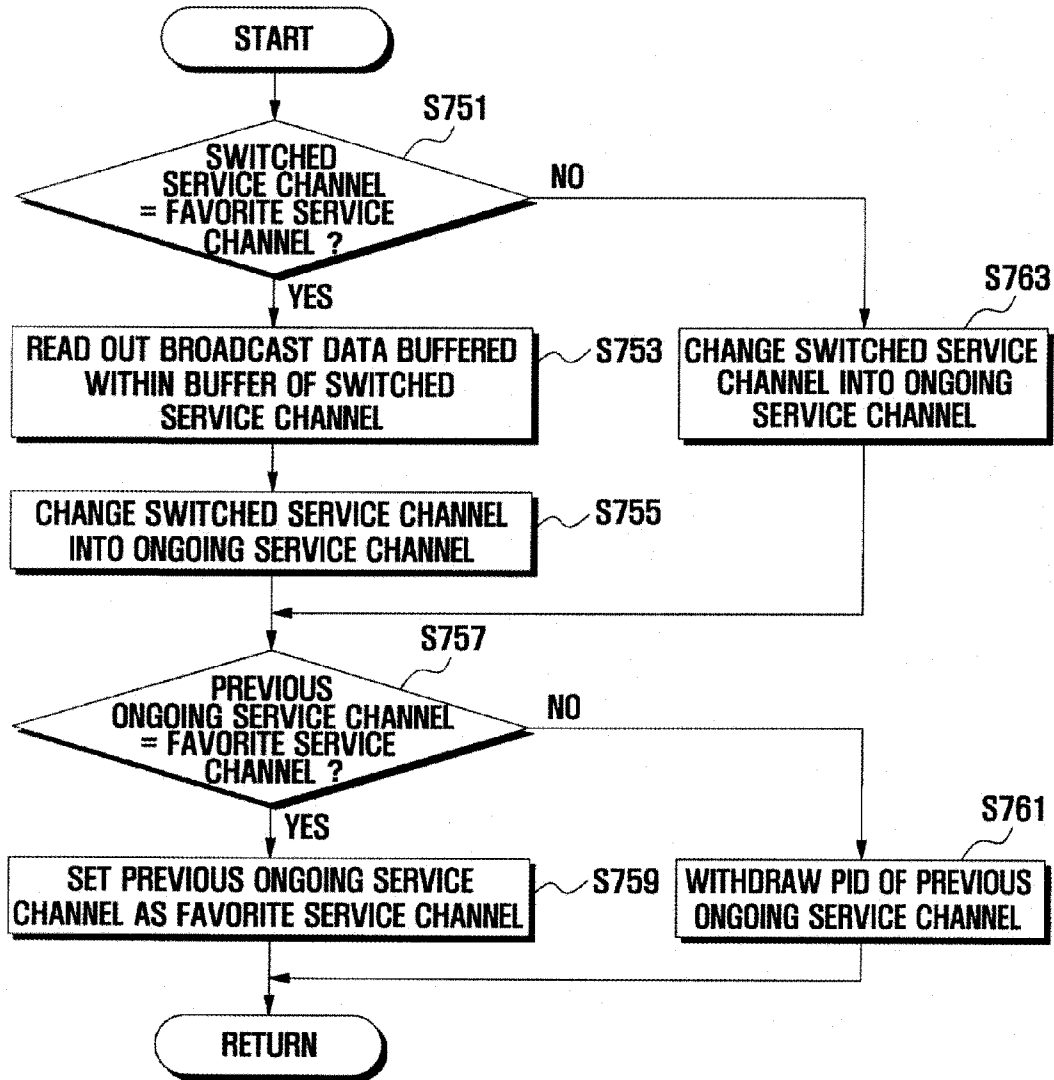 START
S751
SWITCHED
SERVICE CHANNEL
= FAVORITE SERVICE
CHANNEL ?
NO
YES
S763
READ OUT BROADCAST DATA BUFFERED
WITHIN BUFFER OF SWITCHED
SERVICE CHANNEL
S753
CHANGE SWITCHED SERVICE
CHANNEL INTO ONGOING
SERVICE CHANNEL
CHANGE SWITCHED SERVICE CHANNEL
INTO ONGOING SERVICE CHANNEL
S755
S757
PREVIOUS
ONGOING SERVICE CHANNEL
= FAVORITE SERVICE
CHANNEL ?
NO
YES
S761
SET PREVIOUS ONGOING SERVICE
CHANNEL AS FAVORITE SERVICE CHANNEL
S759
WITHDRAW PID OF PREVIOUS
ONGOING SERVICE CHANNEL
RETURN